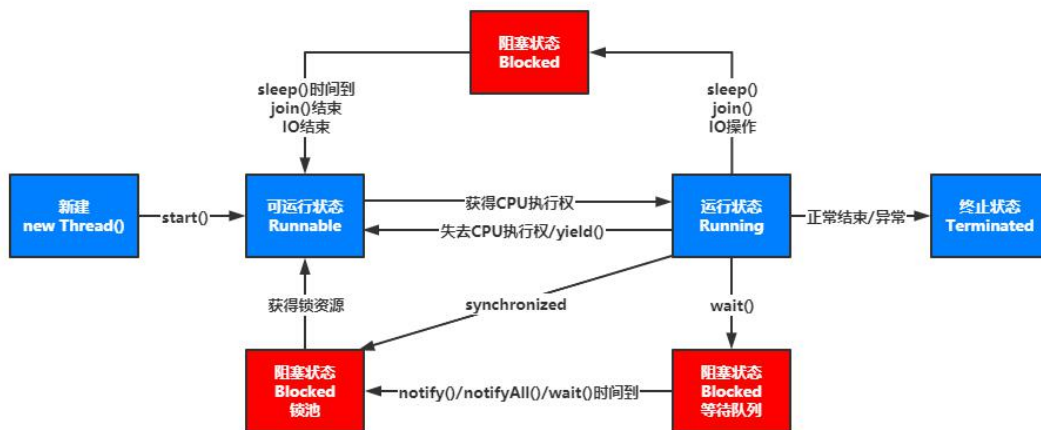 阻塞状态
Blocked
sleep()时间到
join()结束
IO结束
sleep()
join()
IO操作
新建
new Thread()
start()
可运行状态
Runnable
获得CPU执行权
失去CPU执行权/yield()
运行状态
Running
正常结束/异常
终止状态
Terminated
获得锁资源
synchronized
wait()
阻塞状态
Blocked
锁池
notify()/notifyAll()/wait()时间到
阻塞状态
Blocked
等待队列